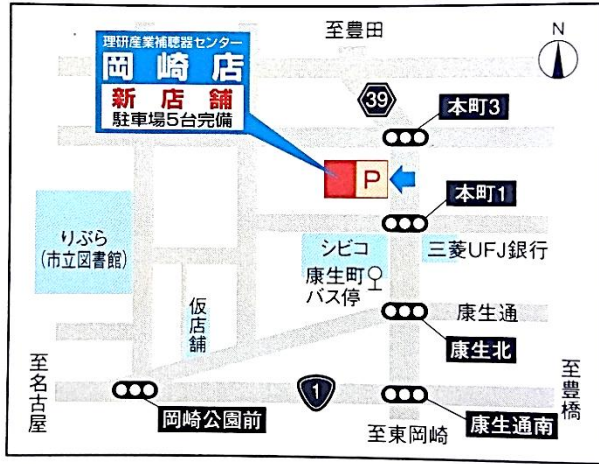 理研産業補聴器センター
岡崎店
新店舗
駐車場5台完備
至豊田
N
39
本町3
P
本町1
りぶら
(市立図書館)
シビコ
三菱UFJ銀行
康生町
バス停
仮店舗
康生通
康生北
至名古屋
岡崎公園前
1
康生通南
至豊橋
至東岡崎